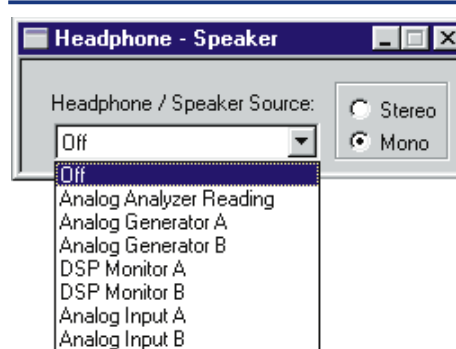 Headphone - Speaker
Headphone / Speaker Source:
Stereo
Off
Mono
Off
Analog Analyzer Reading
Analog Generator A
Analog Generator B
DSP Monitor A
DSP Monitor B
Analog Input A
Analog Input B